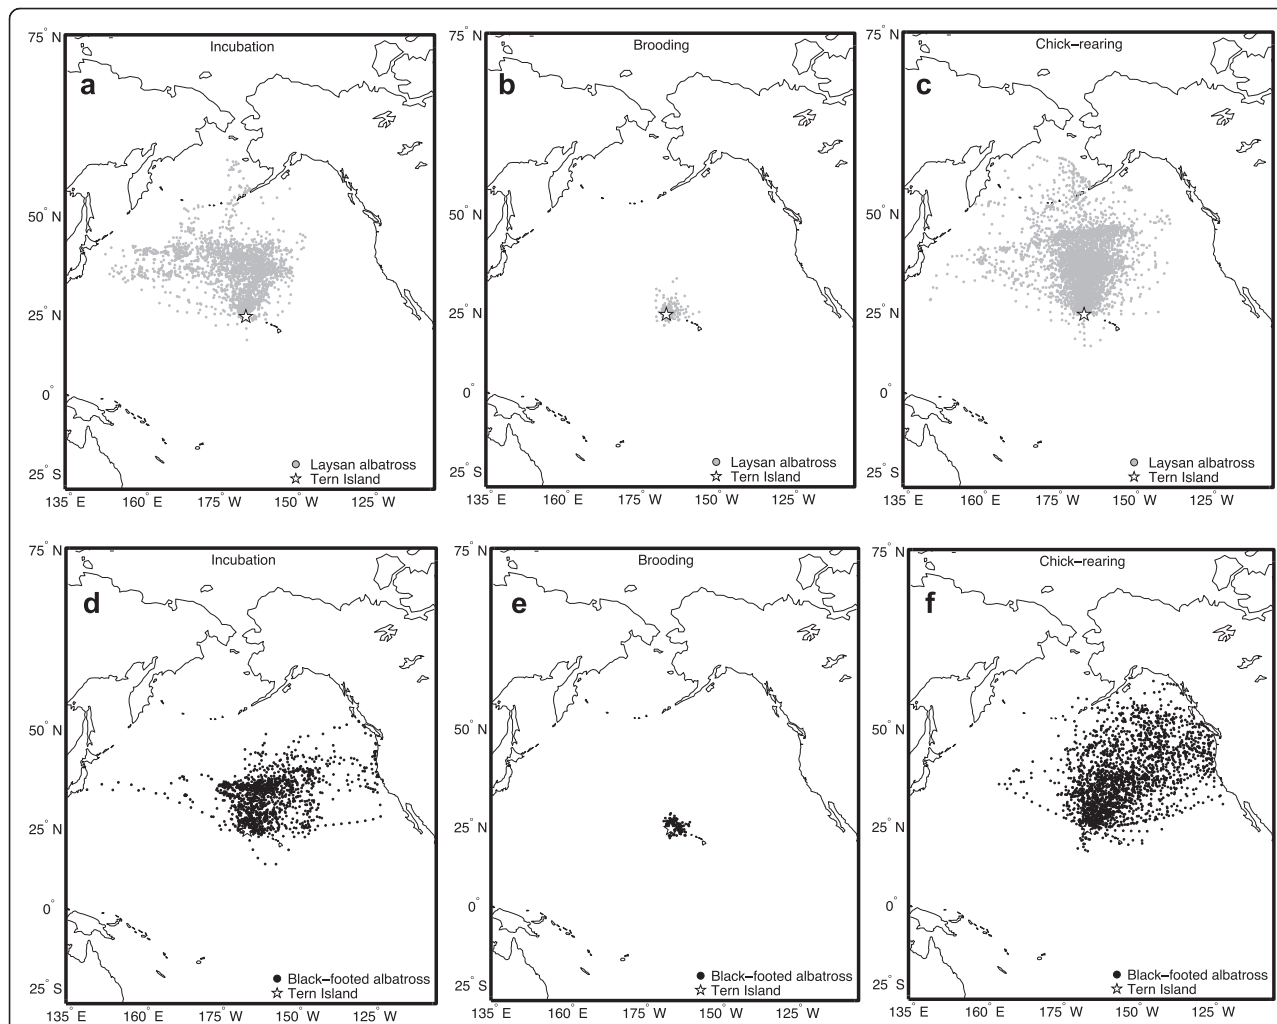 75° N
Incubation
a
50° N
25° N
0°
25° S
Laysan albatross
Tern Island
135° E
160° E
175° W
150° W
125° W
75° N
Brooding
b
50° N
25° N
0°
25° S
Laysan albatross
Tern Island
135° E
160° E
175° W
150° W
125° W
75° N
Chick–rearing
c
50° N
25° N
0°
25° S
Laysan albatross
Tern Island
135° E
160° E
175° W
150° W
125° W
75° N
Incubation
d
50° N
25° N
0°
25° S
Black–footed albatross
Tern Island
135° E
160° E
175° W
150° W
125° W
75° N
Brooding
e
50° N
25° N
0°
25° S
Black–footed albatross
Tern Island
135° E
160° E
175° W
150° W
125° W
75° N
Chick–rearing
f
50° N
25° N
0°
25° S
Black–footed albatross
Tern Island
135° E
160° E
175° W
150° W
125° W